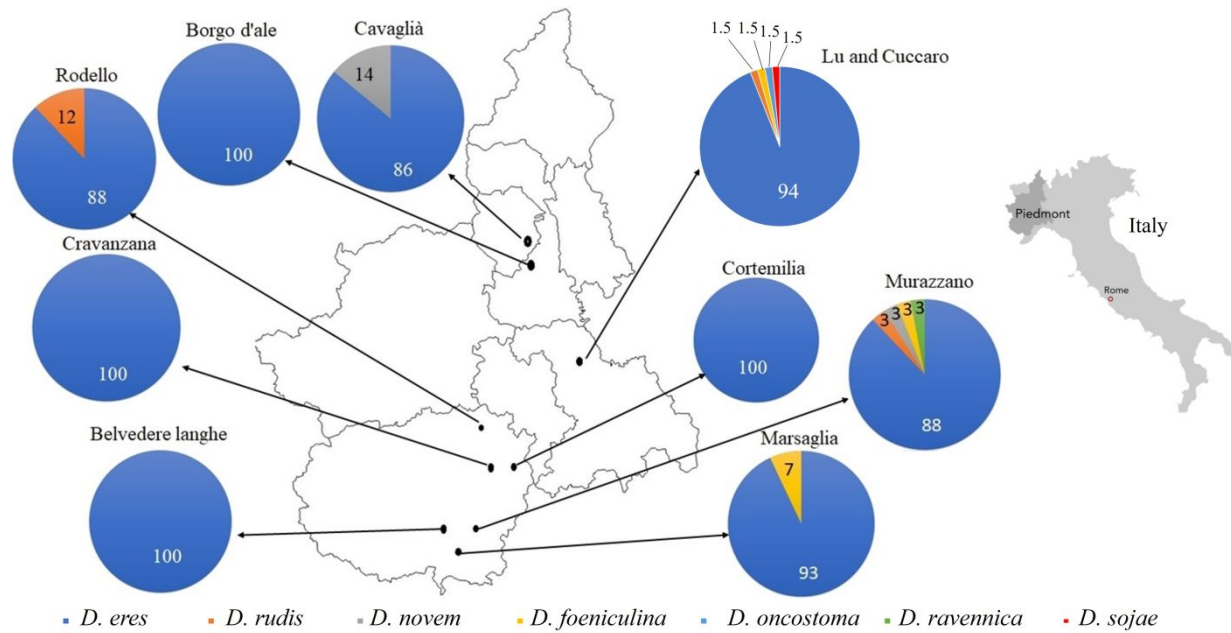 Borgo d'ale
100
Cavaglià
14
86
Rodello
12
88
1.5
1.5
1.5
1.5
Lu and Cuccaro
94
Piedmont
Italy
Rome
Cravanzana
100
Cortemilia
100
Murazzano
3
3
3
3
88
Belvedere langhe
100
Marsaglia
7
93
D. eres
D. rudis
D. novem
D. foeniculina
D. oncostoma
D. ravennica
D. sojae